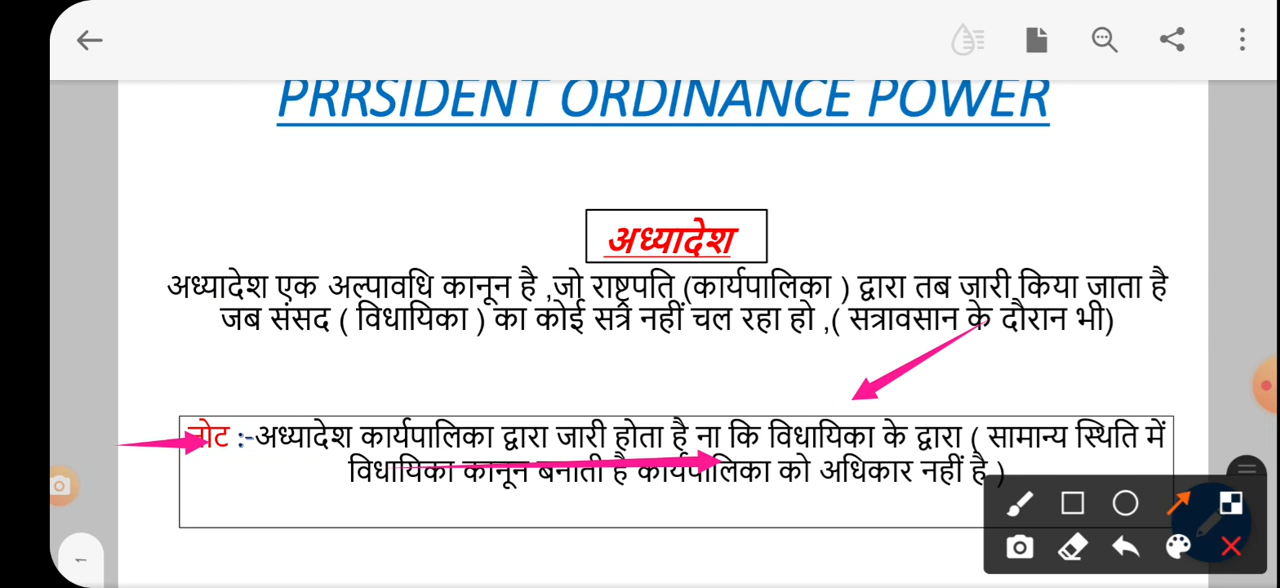 PRRSIDENT ORDINANCE POWER
अध्यादेश
अध्यादेश एक अल्पावधि कानून है ,जो राष्ट्रपति (कार्यपालिका ) द्वारा तब जारी किया जाता है
जब संसद ( विधायिका ) का कोई सत्र नहीं चल रहा हो ,( सत्रावसान के दौरान भी)
नोट :-अध्यादेश कार्यपालिका द्वारा जारी होता है ना कि विधायिका के द्वारा ( सामान्य स्थिति में
विधायिका कानून बनाती है कार्यपालिका को अधिकार नहीं है )